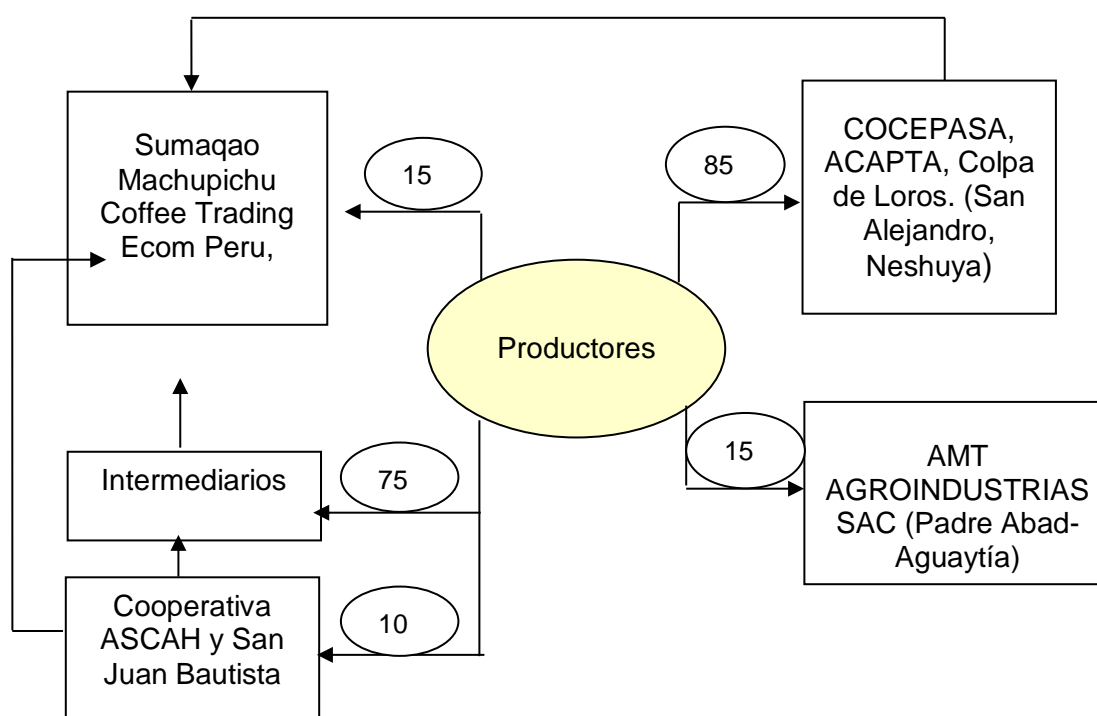 Sumaqao
Machupichu
Coffee Trading
Ecom Peru,
15
85
COCEPASA,
ACAPTA, Colpa
de Loros. (San
Alejandro,
Neshuya)
Productores
Intermediarios
75
15
AMT
AGROINDUSTRIAS
SAC (Padre Abad-
Aguaytía)
Cooperativa
ASCAH y San
Juan Bautista
10